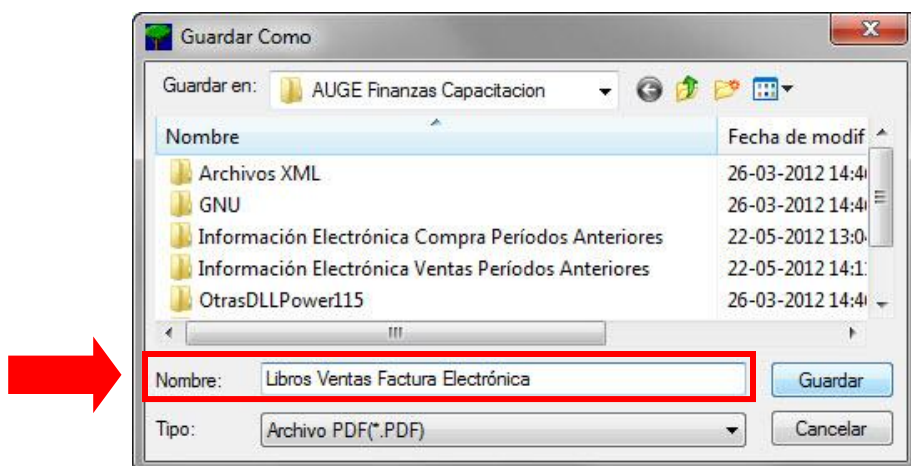 Guardar Como
Guardar en: AUGE Finanzas Capacitacion
Nombre Fecha de modif
Archivos XML 26-03-2012 14:4
GNU 26-03-2012 14:4
Información Electrónica Compra Períodos Anteriores 22-05-2012 13:0
Información Electrónica Ventas Períodos Anteriores 22-05-2012 14:1
OtrasDLLPower115 26-03-2012 14:4
Nombre: Libros Ventas Factura Electrónica Guardar
Tipo: Archivo PDF(*.PDF) Cancelar